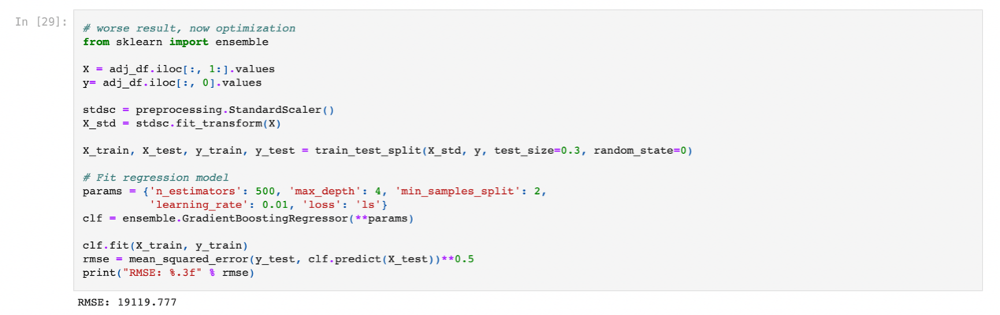 In [29]:
# worse result, now optimization
from sklearn import ensemble
X = adj_df.iloc[:, 1:].values
y= adj_df.iloc[:, 0].values
stdsc = preprocessing.StandardScaler()
X_std = stdsc.fit_transform(X)
X_train, X_test, y_train, y_test = train_test_split(X_std, y, test_size=0.3, random_state=0)
# Fit regression model
params = {'n_estimators': 500, 'max_depth': 4, 'min_samples_split': 2,
'learning_rate': 0.01, 'loss': 'ls'}
clf = ensemble.GradientBoostingRegressor(**params)
clf.fit(X_train, y_train)
rmse = mean_squared_error(y_test, clf.predict(X_test))**0.5
print("RMSE: %.3f" % rmse)
RMSE: 19119.777